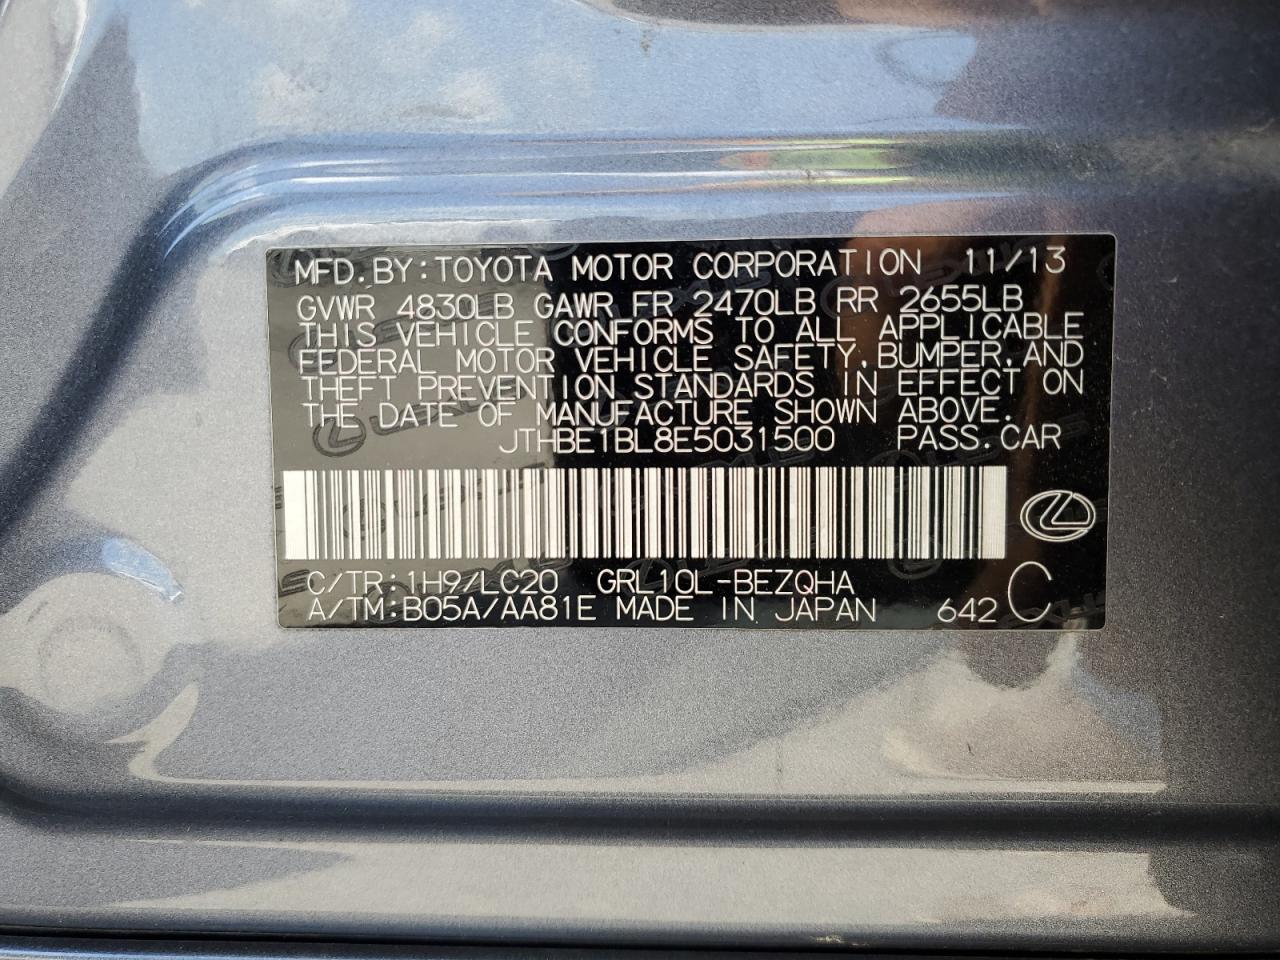 MFD.BY:TOYOTA MOTOR CORPORATION 11/13
GVWR 4830LB GAWR FR 2470LB RR 2655LB
THIS VEHICLE CONFORMS TO ALL APPLICABLE
FEDERAL MOTOR VEHICLE SAFETY,BUMPER,AND
THEFT PREVENTION STANDARDS IN EFFECT ON
THE DATE OF MANUFACTURE SHOWN ABOVE.
JTHBE1BL8E5031500 PASS.CAR
C/TR:1H9/LC20 GRL10L-BEZQHA
A/TM:B05A/AA81E MADE IN JAPAN 642 C